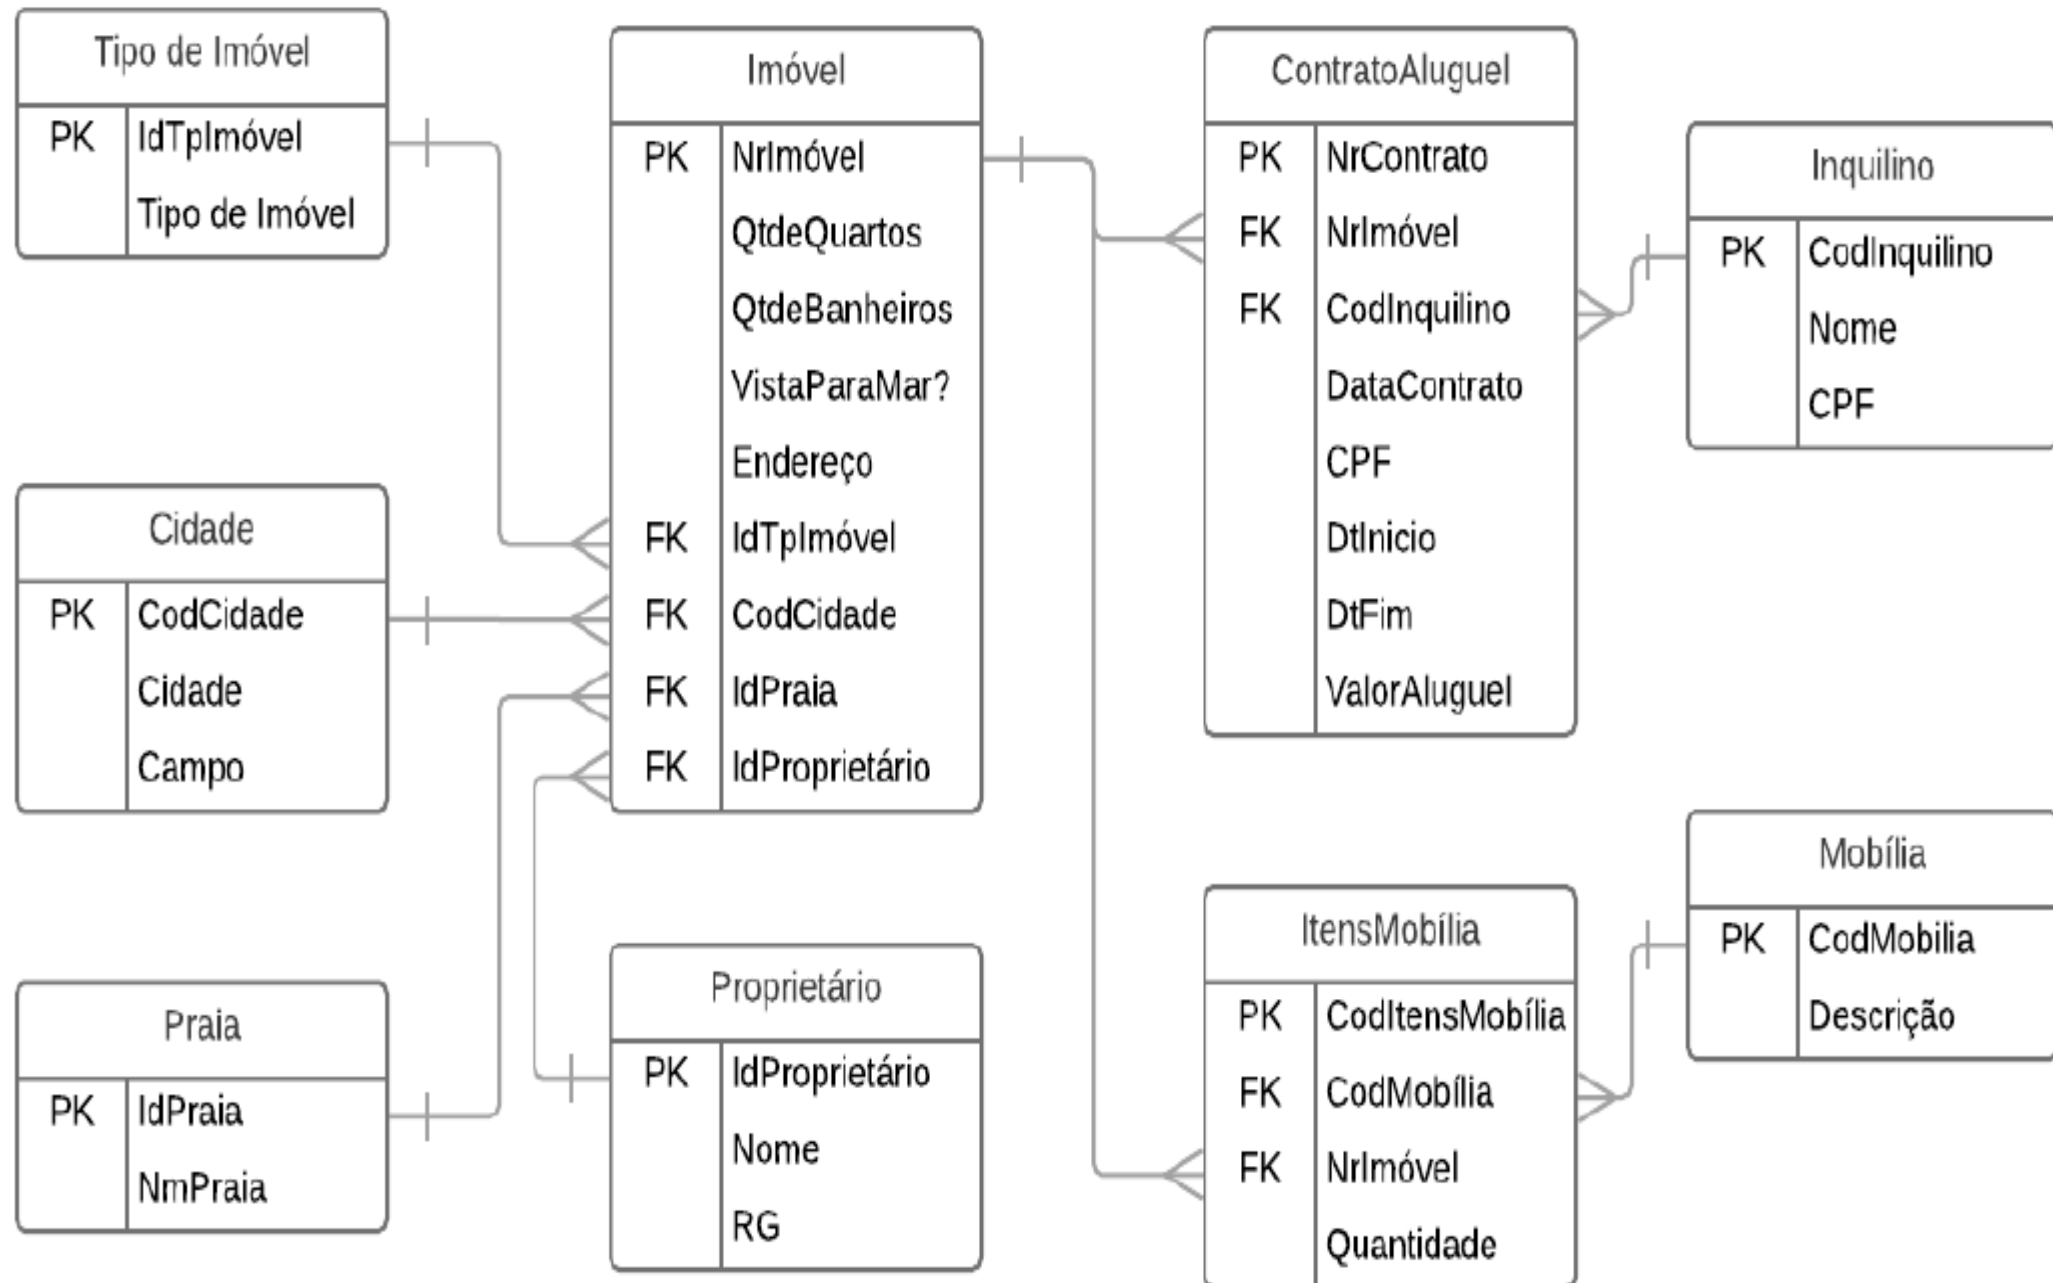 Tipo de Imóvel
PK IdTpImóvel
Tipo de Imóvel
Cidade
PK CodCidade
Cidade
Campo
Praia
PK IdPraia
NmPraia
Imóvel
PK NrImóvel
QtdeQuartos
QtdeBanheiros
VistaParaMar?
Endereço
FK IdTpImóvel
FK CodCidade
FK IdPraia
FK IdProprietário
Proprietário
PK IdProprietário
Nome
RG
ContratoAluguel
PK NrContrato
FK NrImóvel
FK CodInquilino
DataContrato
CPF
DtInicio
DtFim
ValorAluguel
ItensMobília
PK CodItensMobília
FK CodMobília
FK NrImóvel
Quantidade
Inquilino
PK CodInquilino
Nome
CPF
Mobília
PK CodMobilia
Descrição